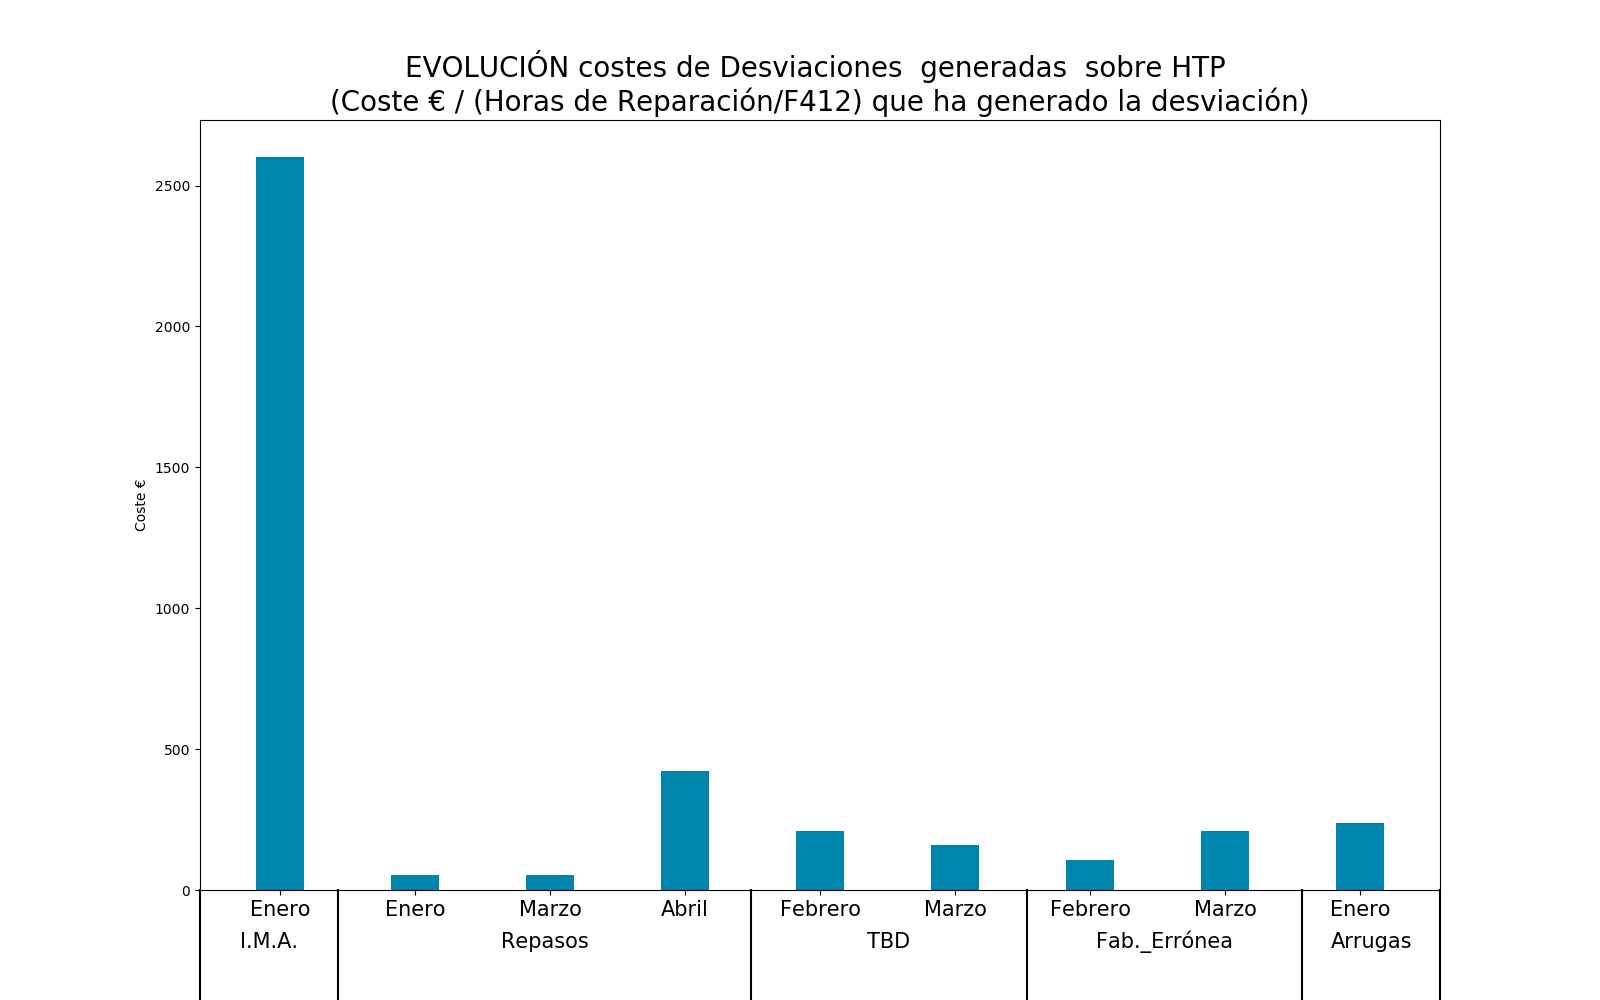 EVOLUCIÓN costes de Desviaciones  generadas  sobre HTP
(Coste € / (Horas de Reparación/F412) que ha generado la desviación)
Coste €
2500
2000
1500
1000
500
0
Enero Enero Marzo Abril Febrero Marzo Febrero Marzo Enero
I.M.A. Repasos TBD Fab._Errónea Arrugas